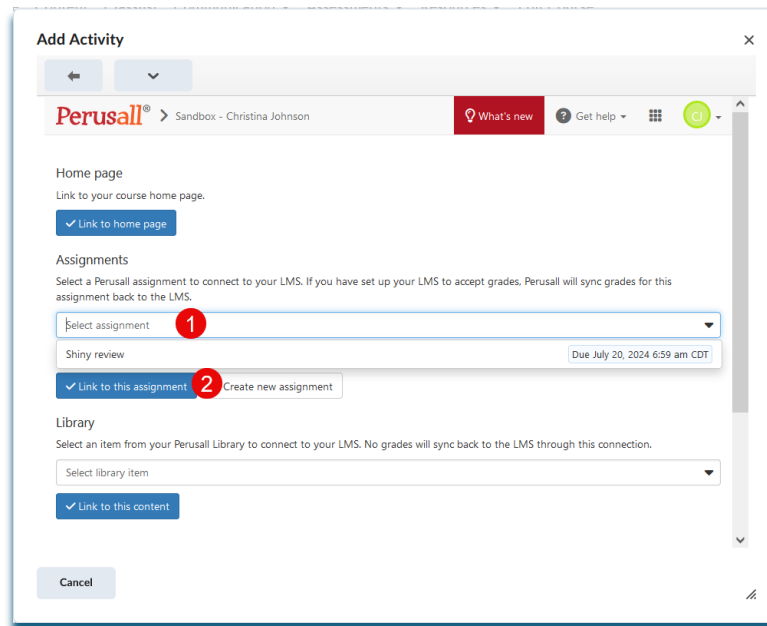 Add Activity
Perusall® > Sandbox - Christina Johnson
What's new
Get help
CJ
Home page
Link to your course home page.
Link to home page
Assignments
Select a Perusall assignment to connect to your LMS. If you have set up your LMS to accept grades, Perusall will sync grades for this
assignment back to the LMS.
Select assignment
1
Shiny review
Due July 20, 2024 6:59 am CDT
Link to this assignment
2
Create new assignment
Library
Select an item from your Perusall Library to connect to your LMS. No grades will sync back to the LMS through this connection.
Select library item
Link to this content
Cancel